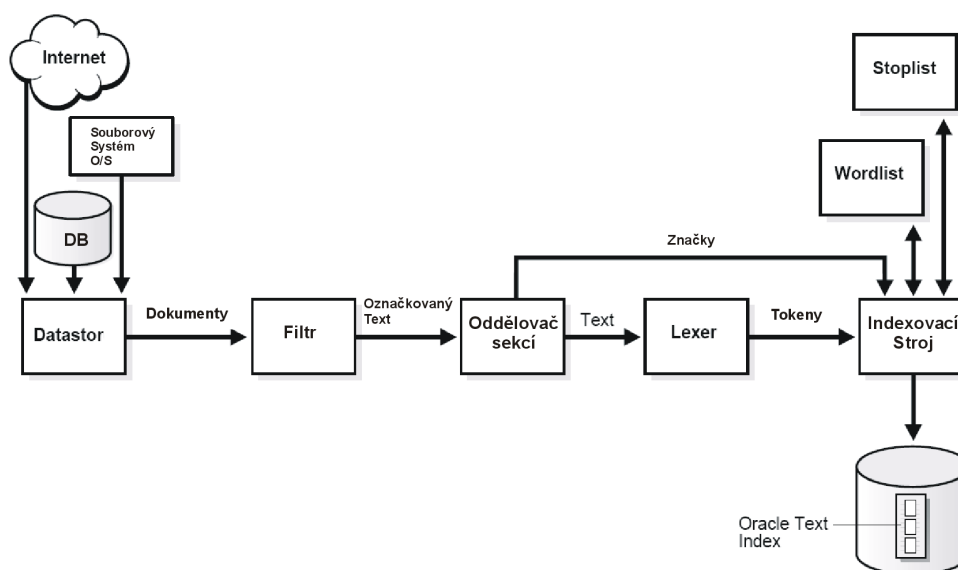 Internet
Stoplist
Souborový
Systém
O/S
Wordlist
DB
Značky
Datastor
Dokumenty
Filtr
Označkovaný
Text
Oddělovač
sekcí
Text
Lexer
Tokeny
Indexovací
Stroj
Oracle Text
Index